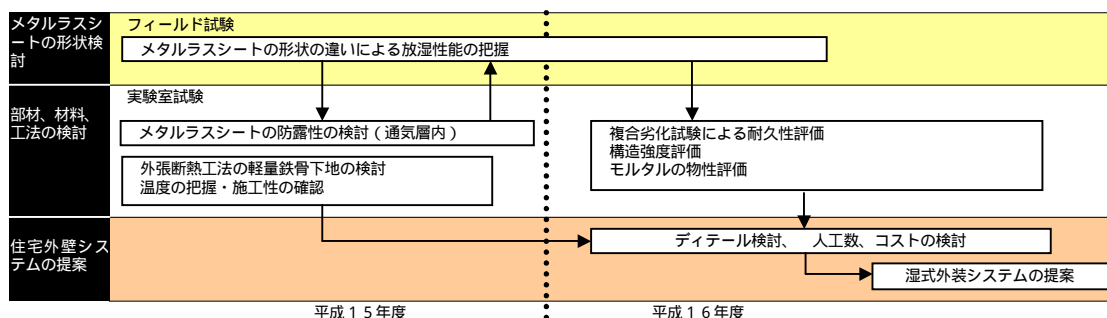 メタルラスシ
ートの形状検
討
フィールド試験
メタルラスシートの形状の違いによる放湿性能の把握
部材、材料、
工法の検討
実験室試験
メタルラスシートの防露性の検討(通気層内)
外張断熱工法の軽量鉄骨下地の検討
温度の把握・施工性の確認
複合劣化試験による耐久性評価
構造強度評価
モルタルの物性評価
住宅外壁シス
テムの提案
ディテール検討、 人工数、コストの検討
湿式外装システムの提案
平成15年度
平成16年度